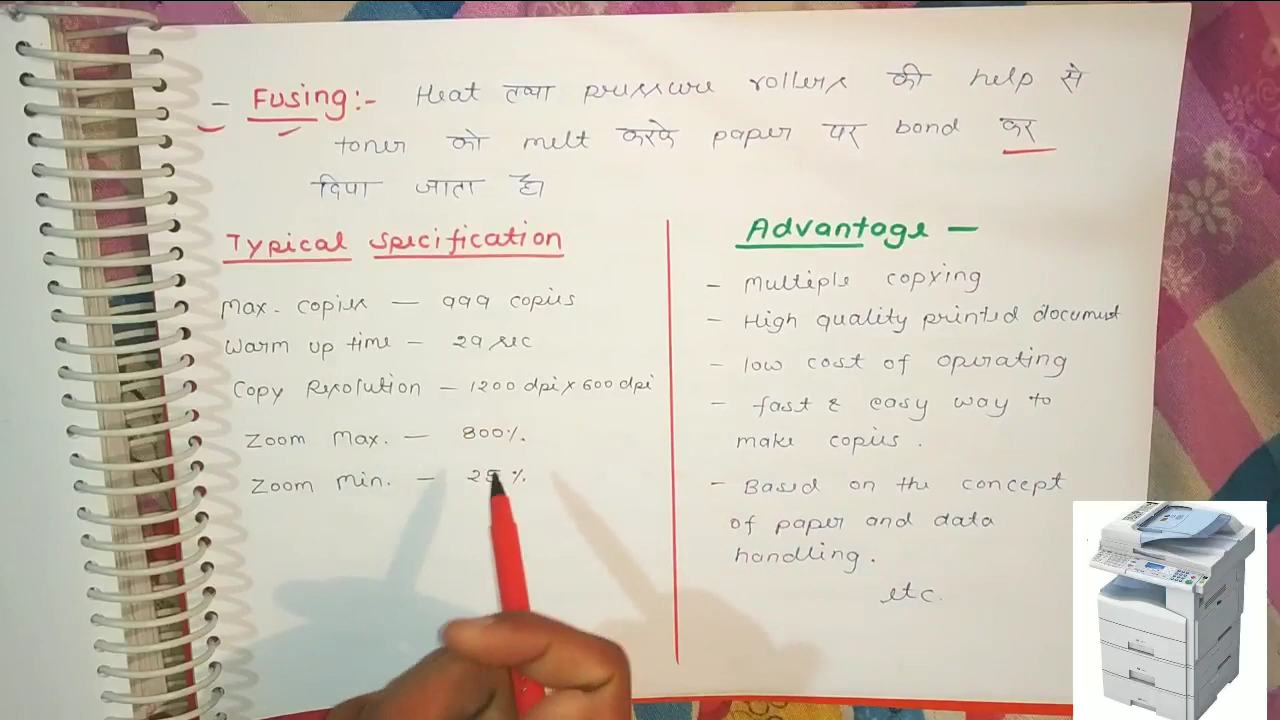 - Fusing:- Heat तथा pressure rollers की help से
toner को melt करके paper पर bond कर
दिया जाता है।
Typical specification
Max. copies — 999 copies
Warm up time — 29 sec
Copy Resolution — 1200 dpi x 600 dpi
Zoom Max. — 800%.
Zoom Min. — 25%.
Advantage —
- Multiple copying
- High quality printed document
- low cost of operating
- fast & easy way to
make copies.
- Based on the concept
of paper and data
handling.
etc.